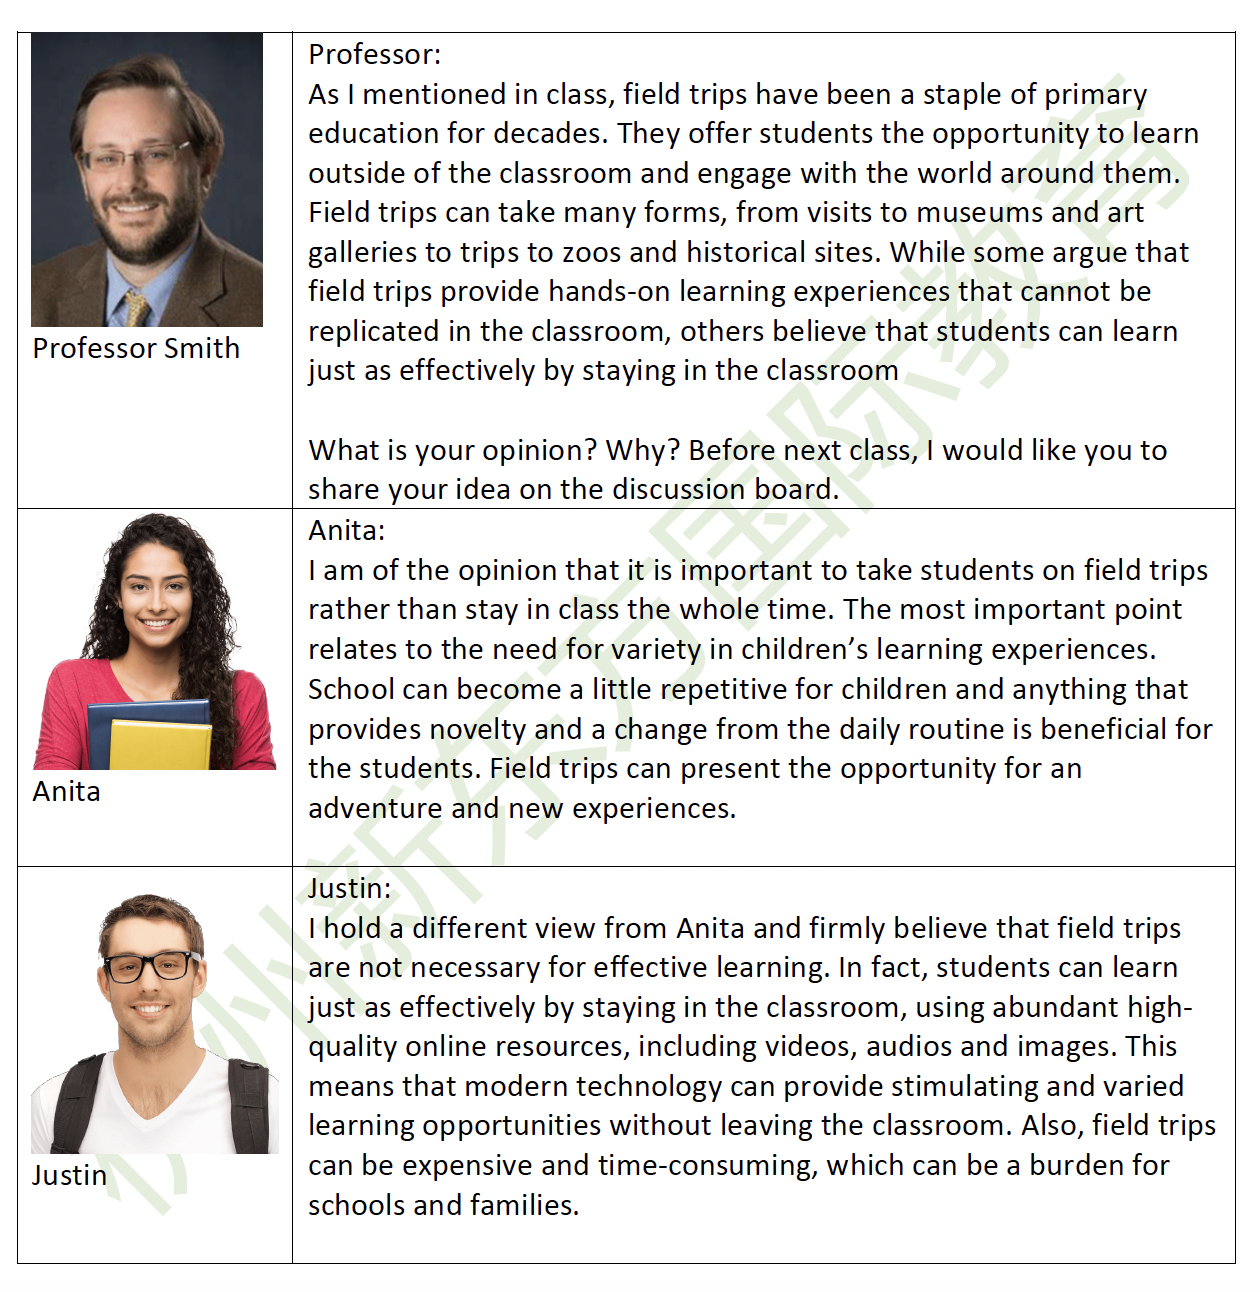 Professor:
As I mentioned in class, field trips have been a staple of primary
education for decades. They offer students the opportunity to learn
outside of the classroom and engage with the world around them.
Field trips can take many forms, from visits to museums and art
galleries to trips to zoos and historical sites. While some argue that
field trips provide hands-on learning experiences that cannot be
replicated in the classroom, others believe that students can learn
just as effectively by staying in the classroom
What is your opinion? Why? Before next class, I would like you to
share your idea on the discussion board.
Professor Smith
Anita:
I am of the opinion that it is important to take students on field trips
rather than stay in class the whole time. The most important point
relates to the need for variety in children’s learning experiences.
School can become a little repetitive for children and anything that
provides novelty and a change from the daily routine is beneficial for
the students. Field trips can present the opportunity for an
adventure and new experiences.
Anita
Justin:
I hold a different view from Anita and firmly believe that field trips
are not necessary for effective learning. In fact, students can learn
just as effectively by staying in the classroom, using abundant high-
quality online resources, including videos, audios and images. This
means that modern technology can provide stimulating and varied
learning opportunities without leaving the classroom. Also, field trips
can be expensive and time-consuming, which can be a burden for
schools and families.
Justin
州新东方国际教育